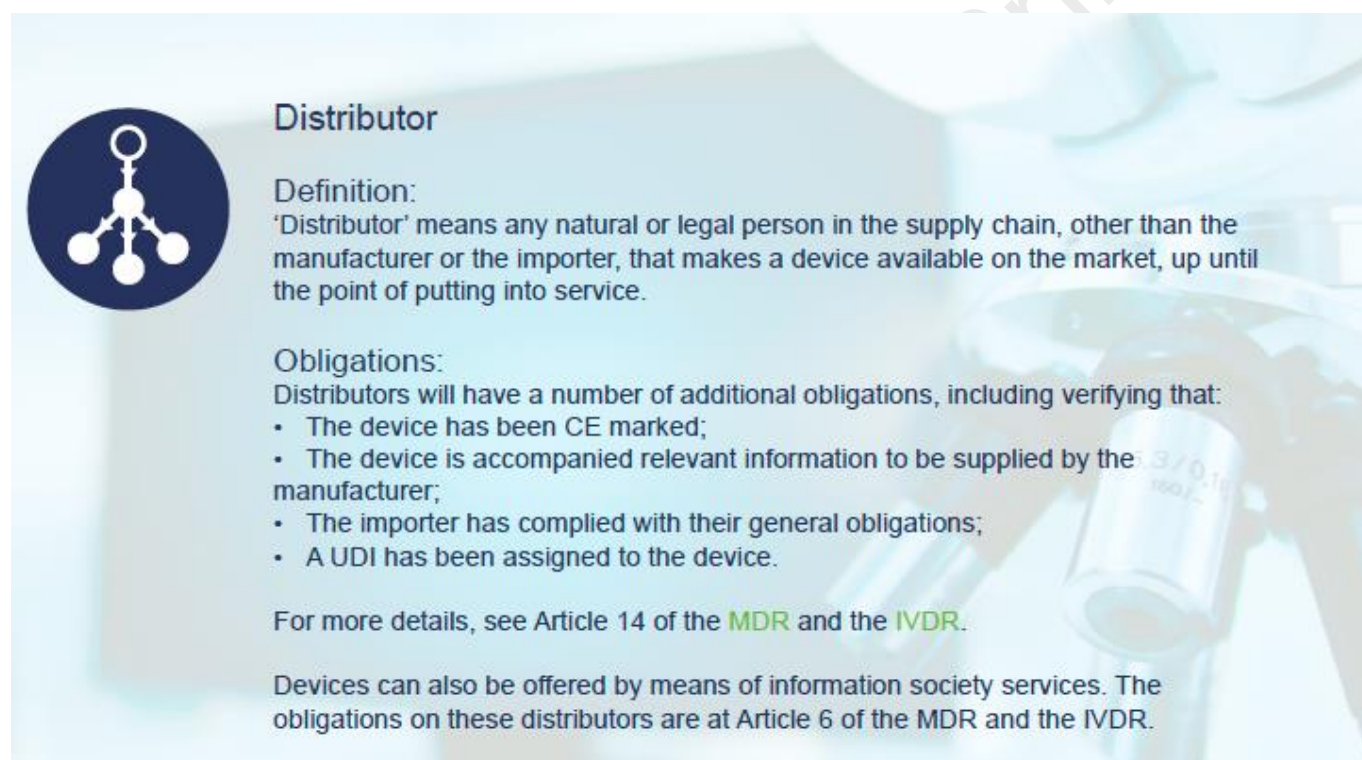 Distributor
Definition:
‘Distributor’ means any natural or legal person in the supply chain, other than the
manufacturer or the importer, that makes a device available on the market, up until
the point of putting into service.
Obligations:
Distributors will have a number of additional obligations, including verifying that:
• The device has been CE marked;
• The device is accompanied relevant information to be supplied by the
manufacturer;
• The importer has complied with their general obligations;
• A UDI has been assigned to the device.
For more details, see Article 14 of the MDR and the IVDR.
Devices can also be offered by means of information society services. The
obligations on these distributors are at Article 6 of the MDR and the IVDR.